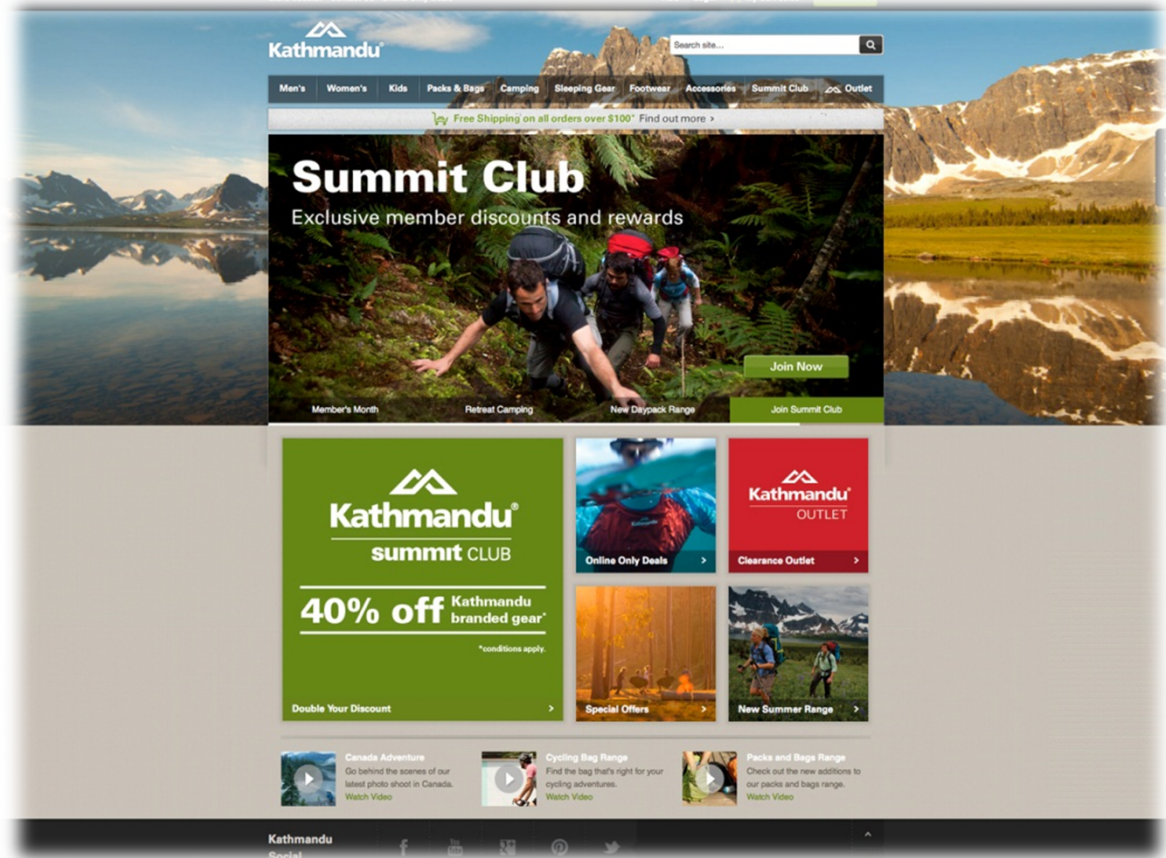 Kathmandu®
Search site...
Men's Women's Kids Packs & Bags Camping Sleeping Gear Footwear Accessories Summit Club Outlet
Free Shipping on all orders over $100* Find out more >
Summit Club
Exclusive member discounts and rewards
Join Now
Member's Month Retreat Camping New Daypack Range Join Summit Club
Kathmandu®
summit CLUB
40% off Kathmandu
branded gear*
*conditions apply.
Double Your Discount >
Kathmandu
Online Only Deals >
Kathmandu®
OUTLET
Clearance Outlet >
Special Offers >
New Summer Range >
Canada Adventure
Go behind the scenes of our
latest photo shoot in Canada.
Watch Video
Cycling Bag Range
Find the bag that's right for your
cycling adventures.
Watch Video
Packs and Bags Range
Check out the new additions to
our packs and bags range.
Watch Video
Kathmandu
Social